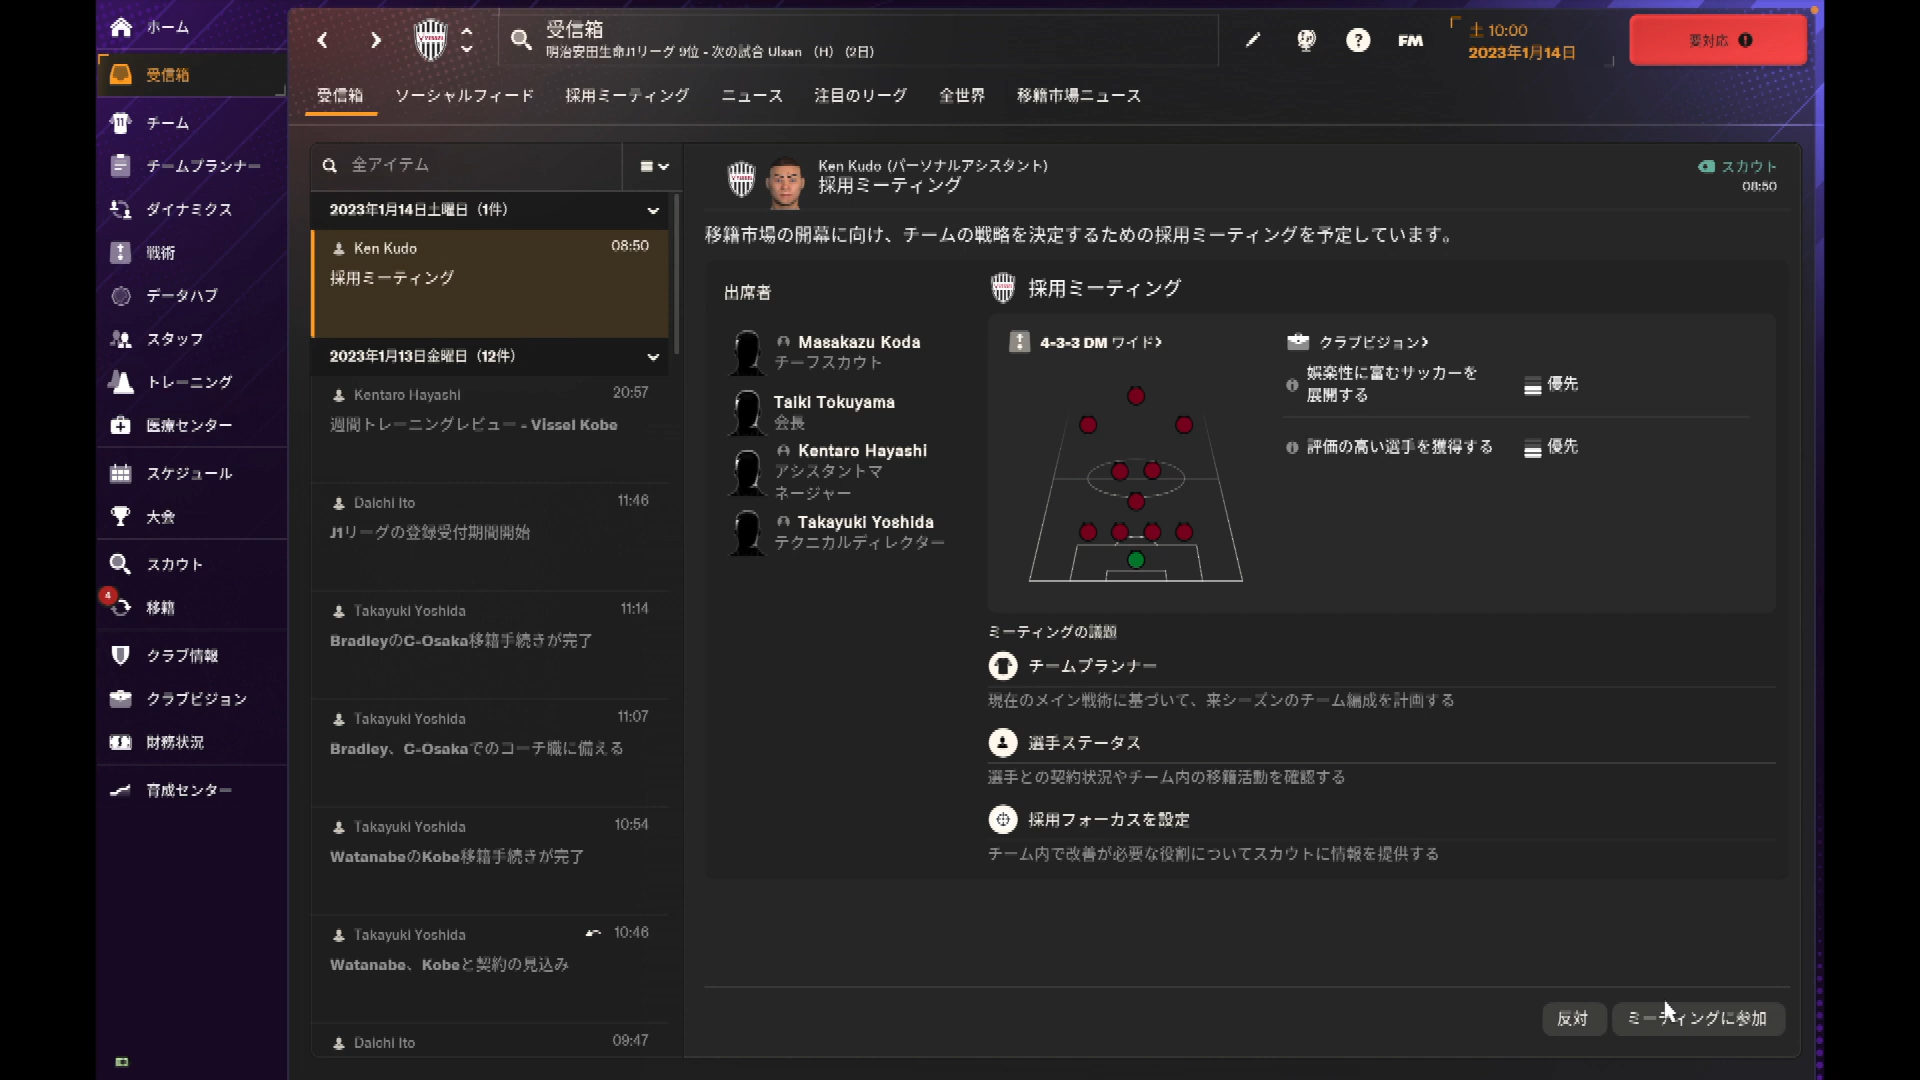 ホーム
受信箱
チーム
チームプランナー
ダイナミクス
戦術
データハブ
スタッフ
トレーニング
医療センター
スケジュール
大会
スカウト
4
移籍
クラブ情報
クラブビジョン
財務状況
育成センター
受信箱
明治安田生命J1リーグ 9位 - 次の試合 Ulsan （H）（2日）
FM
土 10:00
2023年1月14日
要対応
受信箱 ソーシャルフィード 採用ミーティング ニュース 注目のリーグ 全世界 移籍市場ニュース
全アイテム
2023年1月14日土曜日（1件）
Ken Kudo 08:50
採用ミーティング
2023年1月13日金曜日（12件）
Kentaro Hayashi 20:57
週間トレーニングレビュー - Vissel Kobe
Daichi Ito 11:46
J1リーグの登録受付期間開始
Takayuki Yoshida 11:14
BradleyのC-Osaka移籍手続きが完了
Takayuki Yoshida 11:07
Bradley、C-Osakaでのコーチ職に備える
Takayuki Yoshida 10:54
WatanabeのKobe移籍手続きが完了
Takayuki Yoshida 10:46
Watanabe、Kobeと契約の見込み
Daichi Ito 09:47
Ken Kudo (パーソナルアシスタント)
採用ミーティング
スカウト
08:50
移籍市場の開幕に向け、チームの戦略を決定するための採用ミーティングを予定しています。
出席者
Masakazu Koda
チーフスカウト
Taiki Tokuyama
会長
Kentaro Hayashi
アシスタントマ
ネージャー
Takayuki Yoshida
テクニカルディレクター
採用ミーティング
4-3-3 DM ワイド
クラブビジョン
娯楽性に富むサッカーを
展開する
優先
評価の高い選手を獲得する
優先
ミーティングの議題
チームプランナー
現在のメイン戦術に基づいて、来シーズンのチーム編成を計画する
選手ステータス
選手との契約状況やチーム内の移籍活動を確認する
採用フォーカスを設定
チーム内で改善が必要な役割についてスカウトに情報を提供する
反対
ミーティングに参加